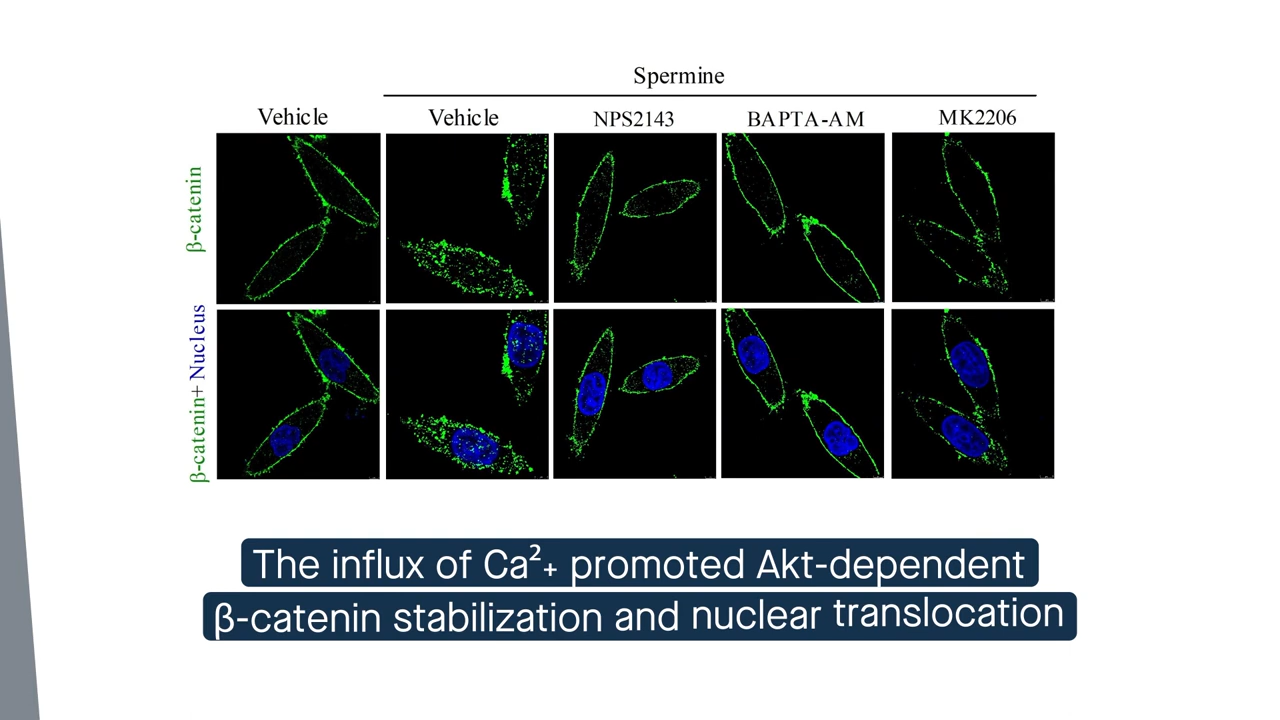 Spermine
Vehicle Vehicle NPS2143 BAPTA-AM MK2206
β-catenin
β-catenin+ Nucleus
The influx of Ca²+ promoted Akt-dependent
β-catenin stabilization and nuclear translocation